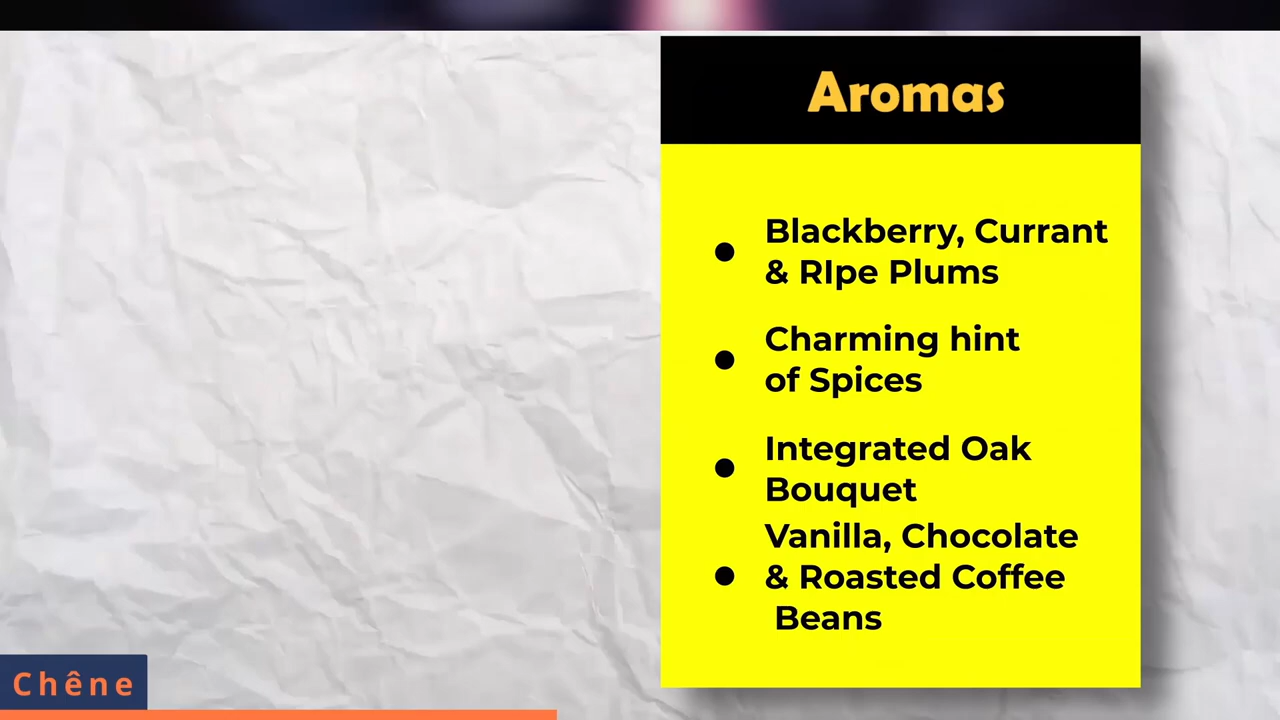 Aromas
Blackberry, Currant
& RIpe Plums
Charming hint
of Spices
Integrated Oak
Bouquet
Vanilla, Chocolate
& Roasted Coffee
Beans
Chêne